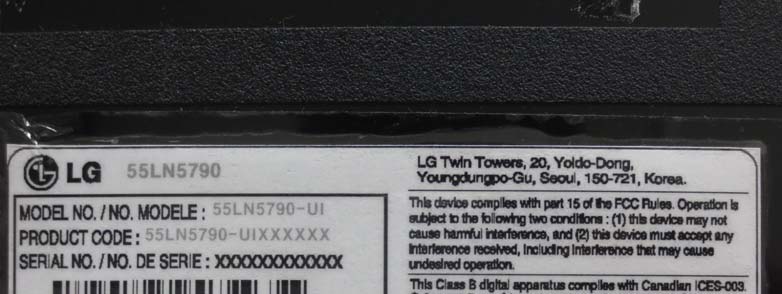 LG 55LN5790
MODEL NO. / NO. MODELE : 55LN5790-UI
PRODUCT CODE : 55LN5790-UIXXXXXX
SERIAL NO. / NO. DE SERIE : XXXXXXXXXXXXX
LG Twin Towers, 20, Yoido-Dong,
Youngdungpo-Gu, Seoul, 150-721, Korea.
This device complies with part 15 of the FCC Rules. Operation is
subject to the following two conditions : (1) this device may not
cause harmful interference, and (2) this device must accept any
interference received, including interference that may cause
undesired operation.
This Class B digital apparatus complies with Canadian ICES-003.